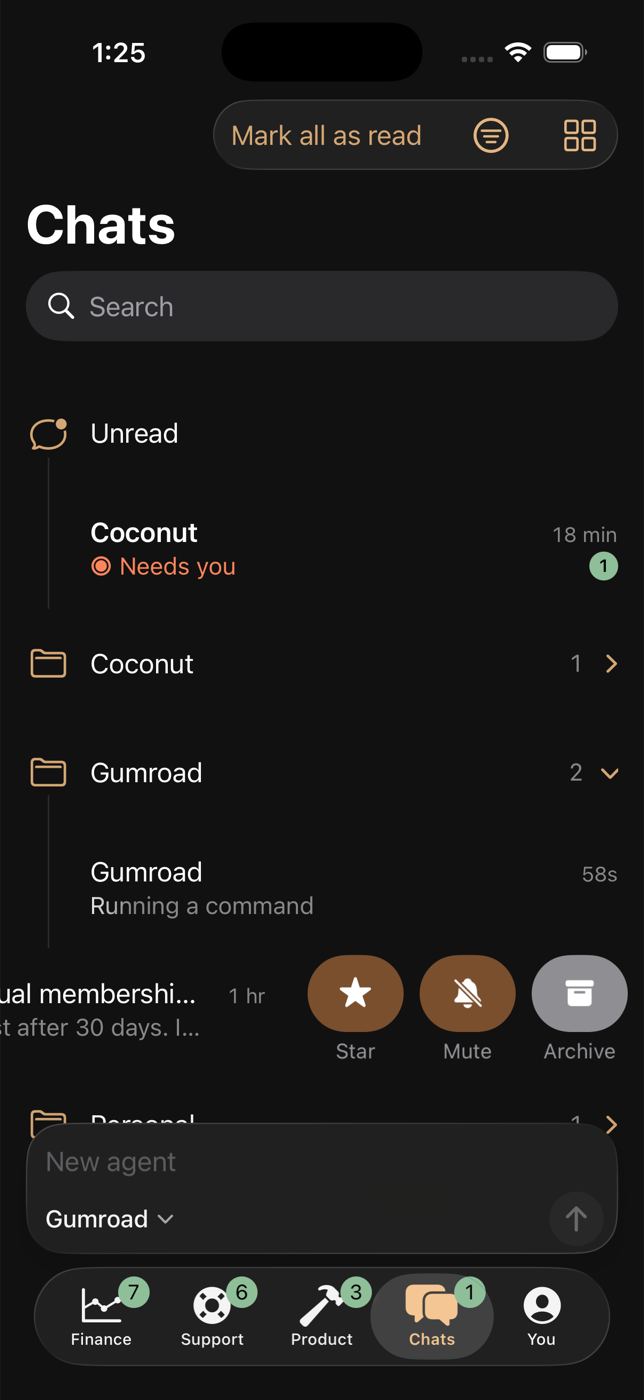 1:25
Mark all as read
Chats
Search
Unread
Coconut 18 min
Needs you 1
Coconut 1
Gumroad 2
Gumroad 58s
Running a command
ual membershi... 1 hr
t after 30 days. I...
Star Mute Archive
Personal 1
New agent
Gumroad
7 6 3 1
Finance Support Product Chats You